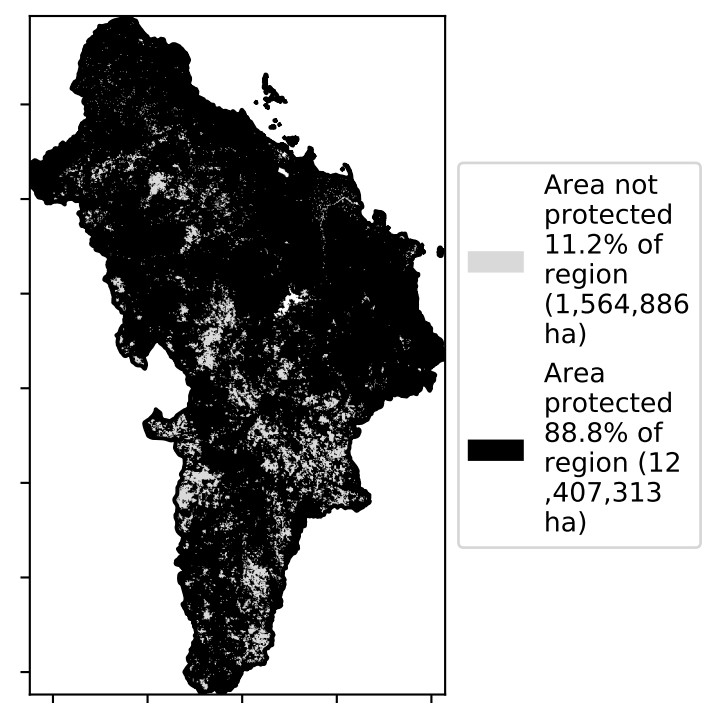 Area not
protected
11.2% of
region
(1,564,886
ha)
Area
protected
88.8% of
region (12
,407,313
ha)